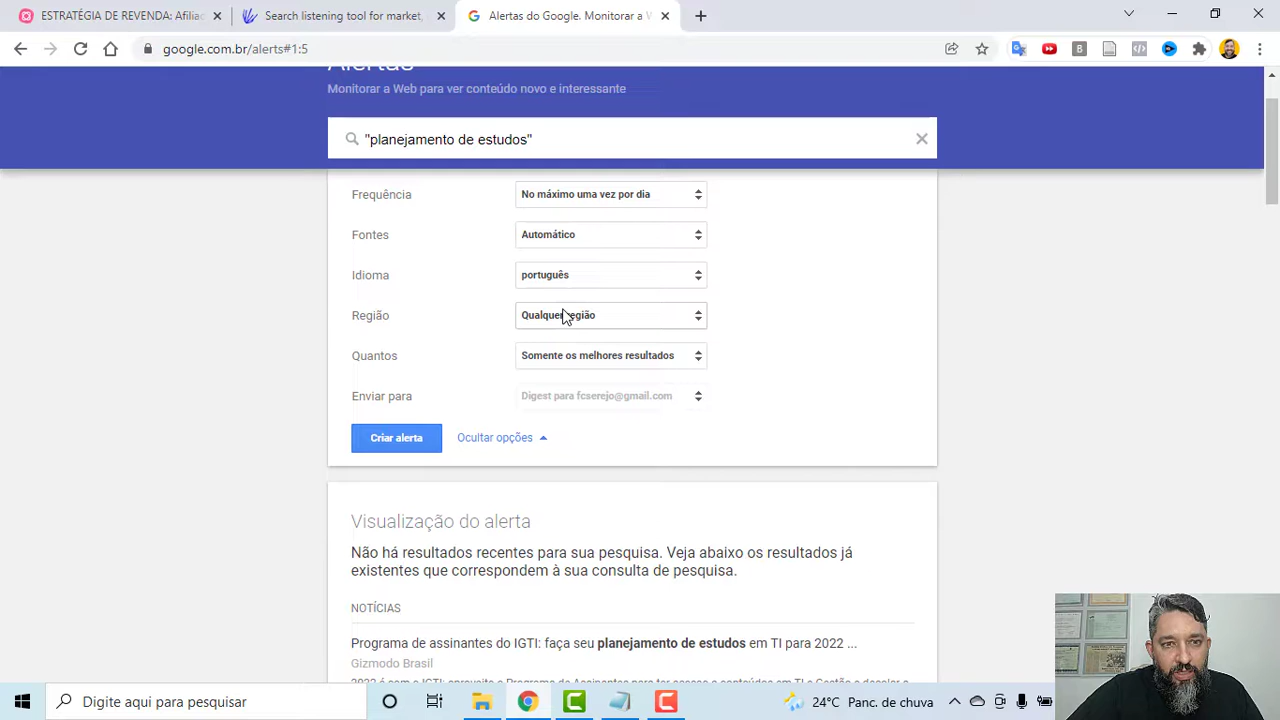 ESTRATÉGIA DE REVENDA: Afilia
Search listening tool for market,
Alertas do Google. Monitorar a W
google.com.br/alerts#1:5
Alertas
Monitorar a Web para ver conteúdo novo e interessante
"planejamento de estudos"
Frequência
No máximo uma vez por dia
Fontes
Automático
Idioma
português
Região
Qualquer região
Quantos
Somente os melhores resultados
Enviar para
Digest para fcserejo@gmail.com
Criar alerta
Ocultar opções
Visualização do alerta
Não há resultados recentes para sua pesquisa. Veja abaixo os resultados já
existentes que correspondem à sua consulta de pesquisa.
NOTÍCIAS
Programa de assinantes do IGTI: faça seu planejamento de estudos em TI para 2022 ...
Gizmodo Brasil
Digite aqui para pesquisar
24°C Panc. de chuva